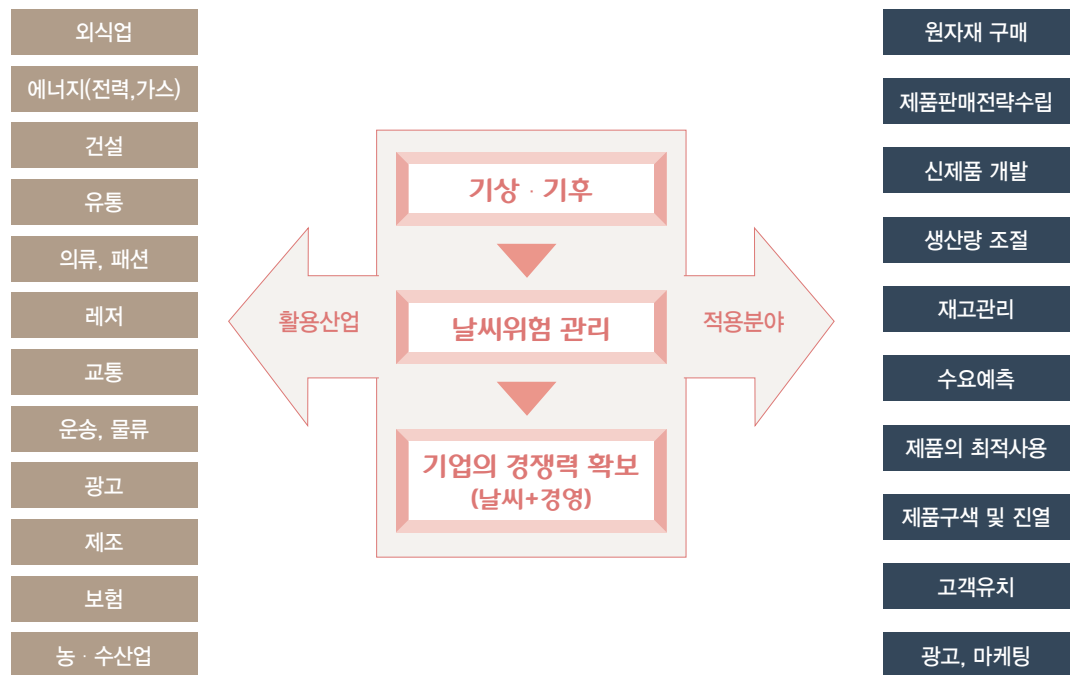 외식업
에너지(전력,가스)
건설
유통
의류, 패션
레저
교통
운송, 물류
광고
제조
보험
농 · 수산업
활용산업
기상 · 기후
날씨위험 관리
기업의 경쟁력 확보
(날씨+경영)
적용분야
원자재 구매
제품판매전략수립
신제품 개발
생산량 조절
재고관리
수요예측
제품의 최적사용
제품구색 및 진열
고객유치
광고, 마케팅